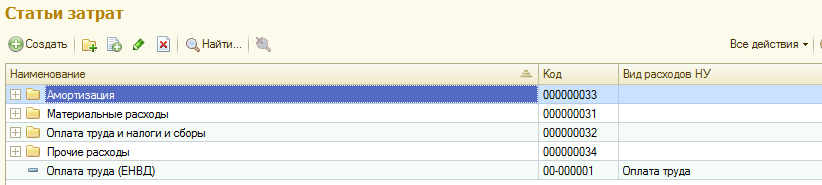 Статьи затрат
Создать Найти... Все действия
Наименование Код Вид расходов НУ
Амортизация 000000033
Материальные расходы 000000031
Оплата труда и налоги и сборы 000000032
Прочие расходы 000000034
Оплата труда (ЕНВД) 00-000001 Оплата труда